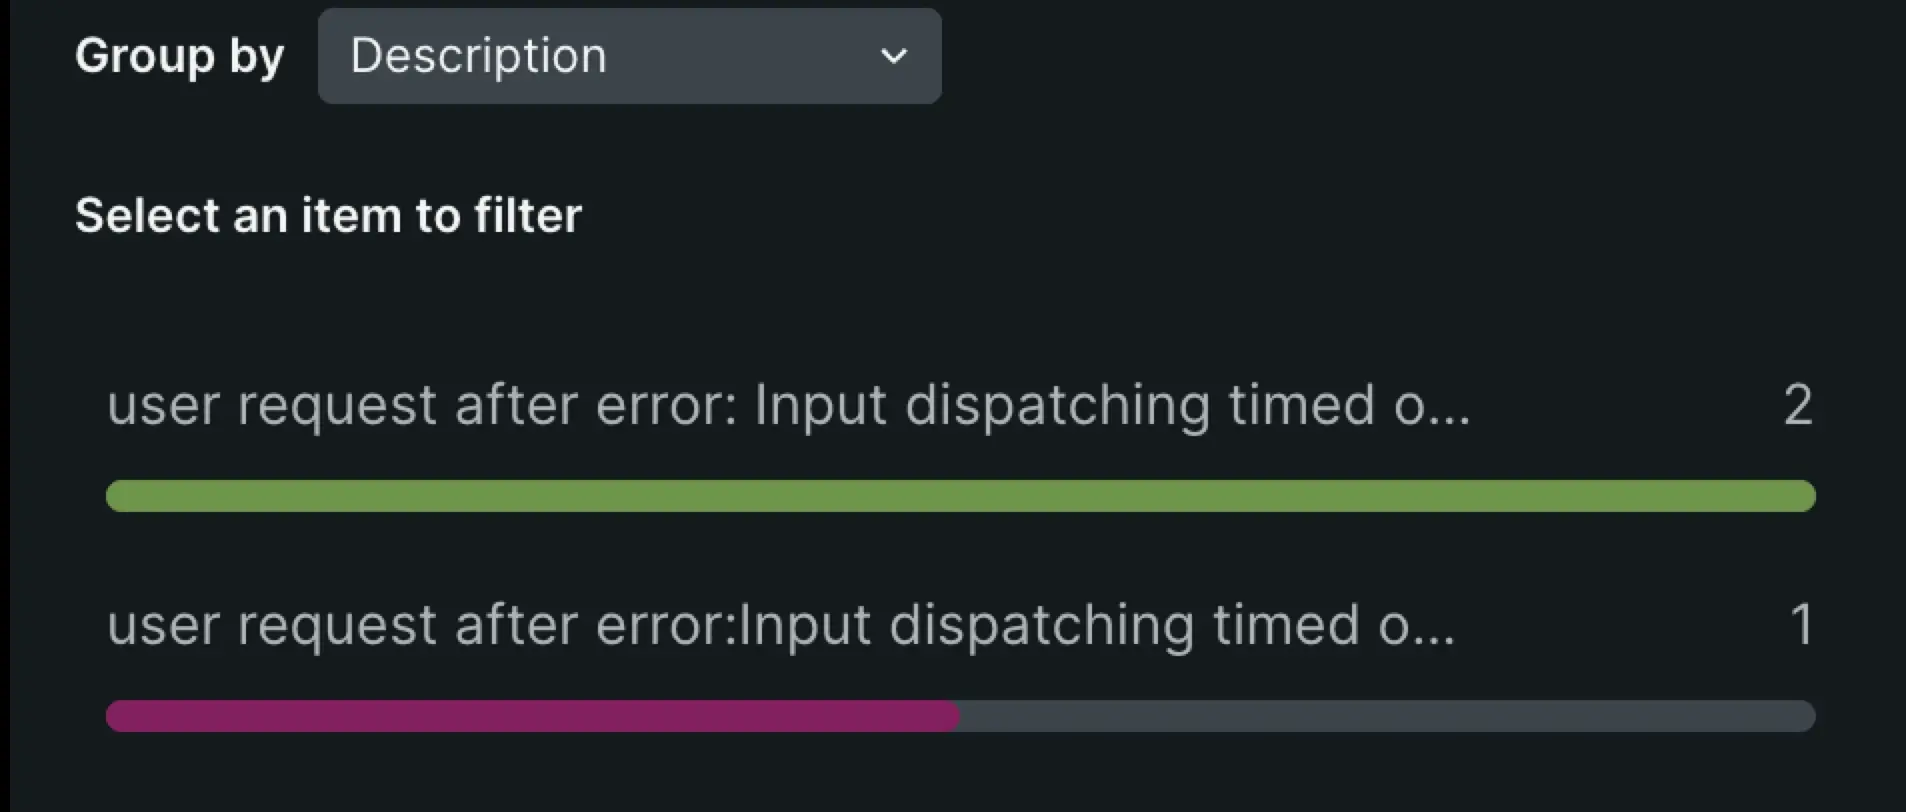 Group by Description
Select an item to filter
user request after error: Input dispatching timed o... 2
user request after error:Input dispatching timed o... 1